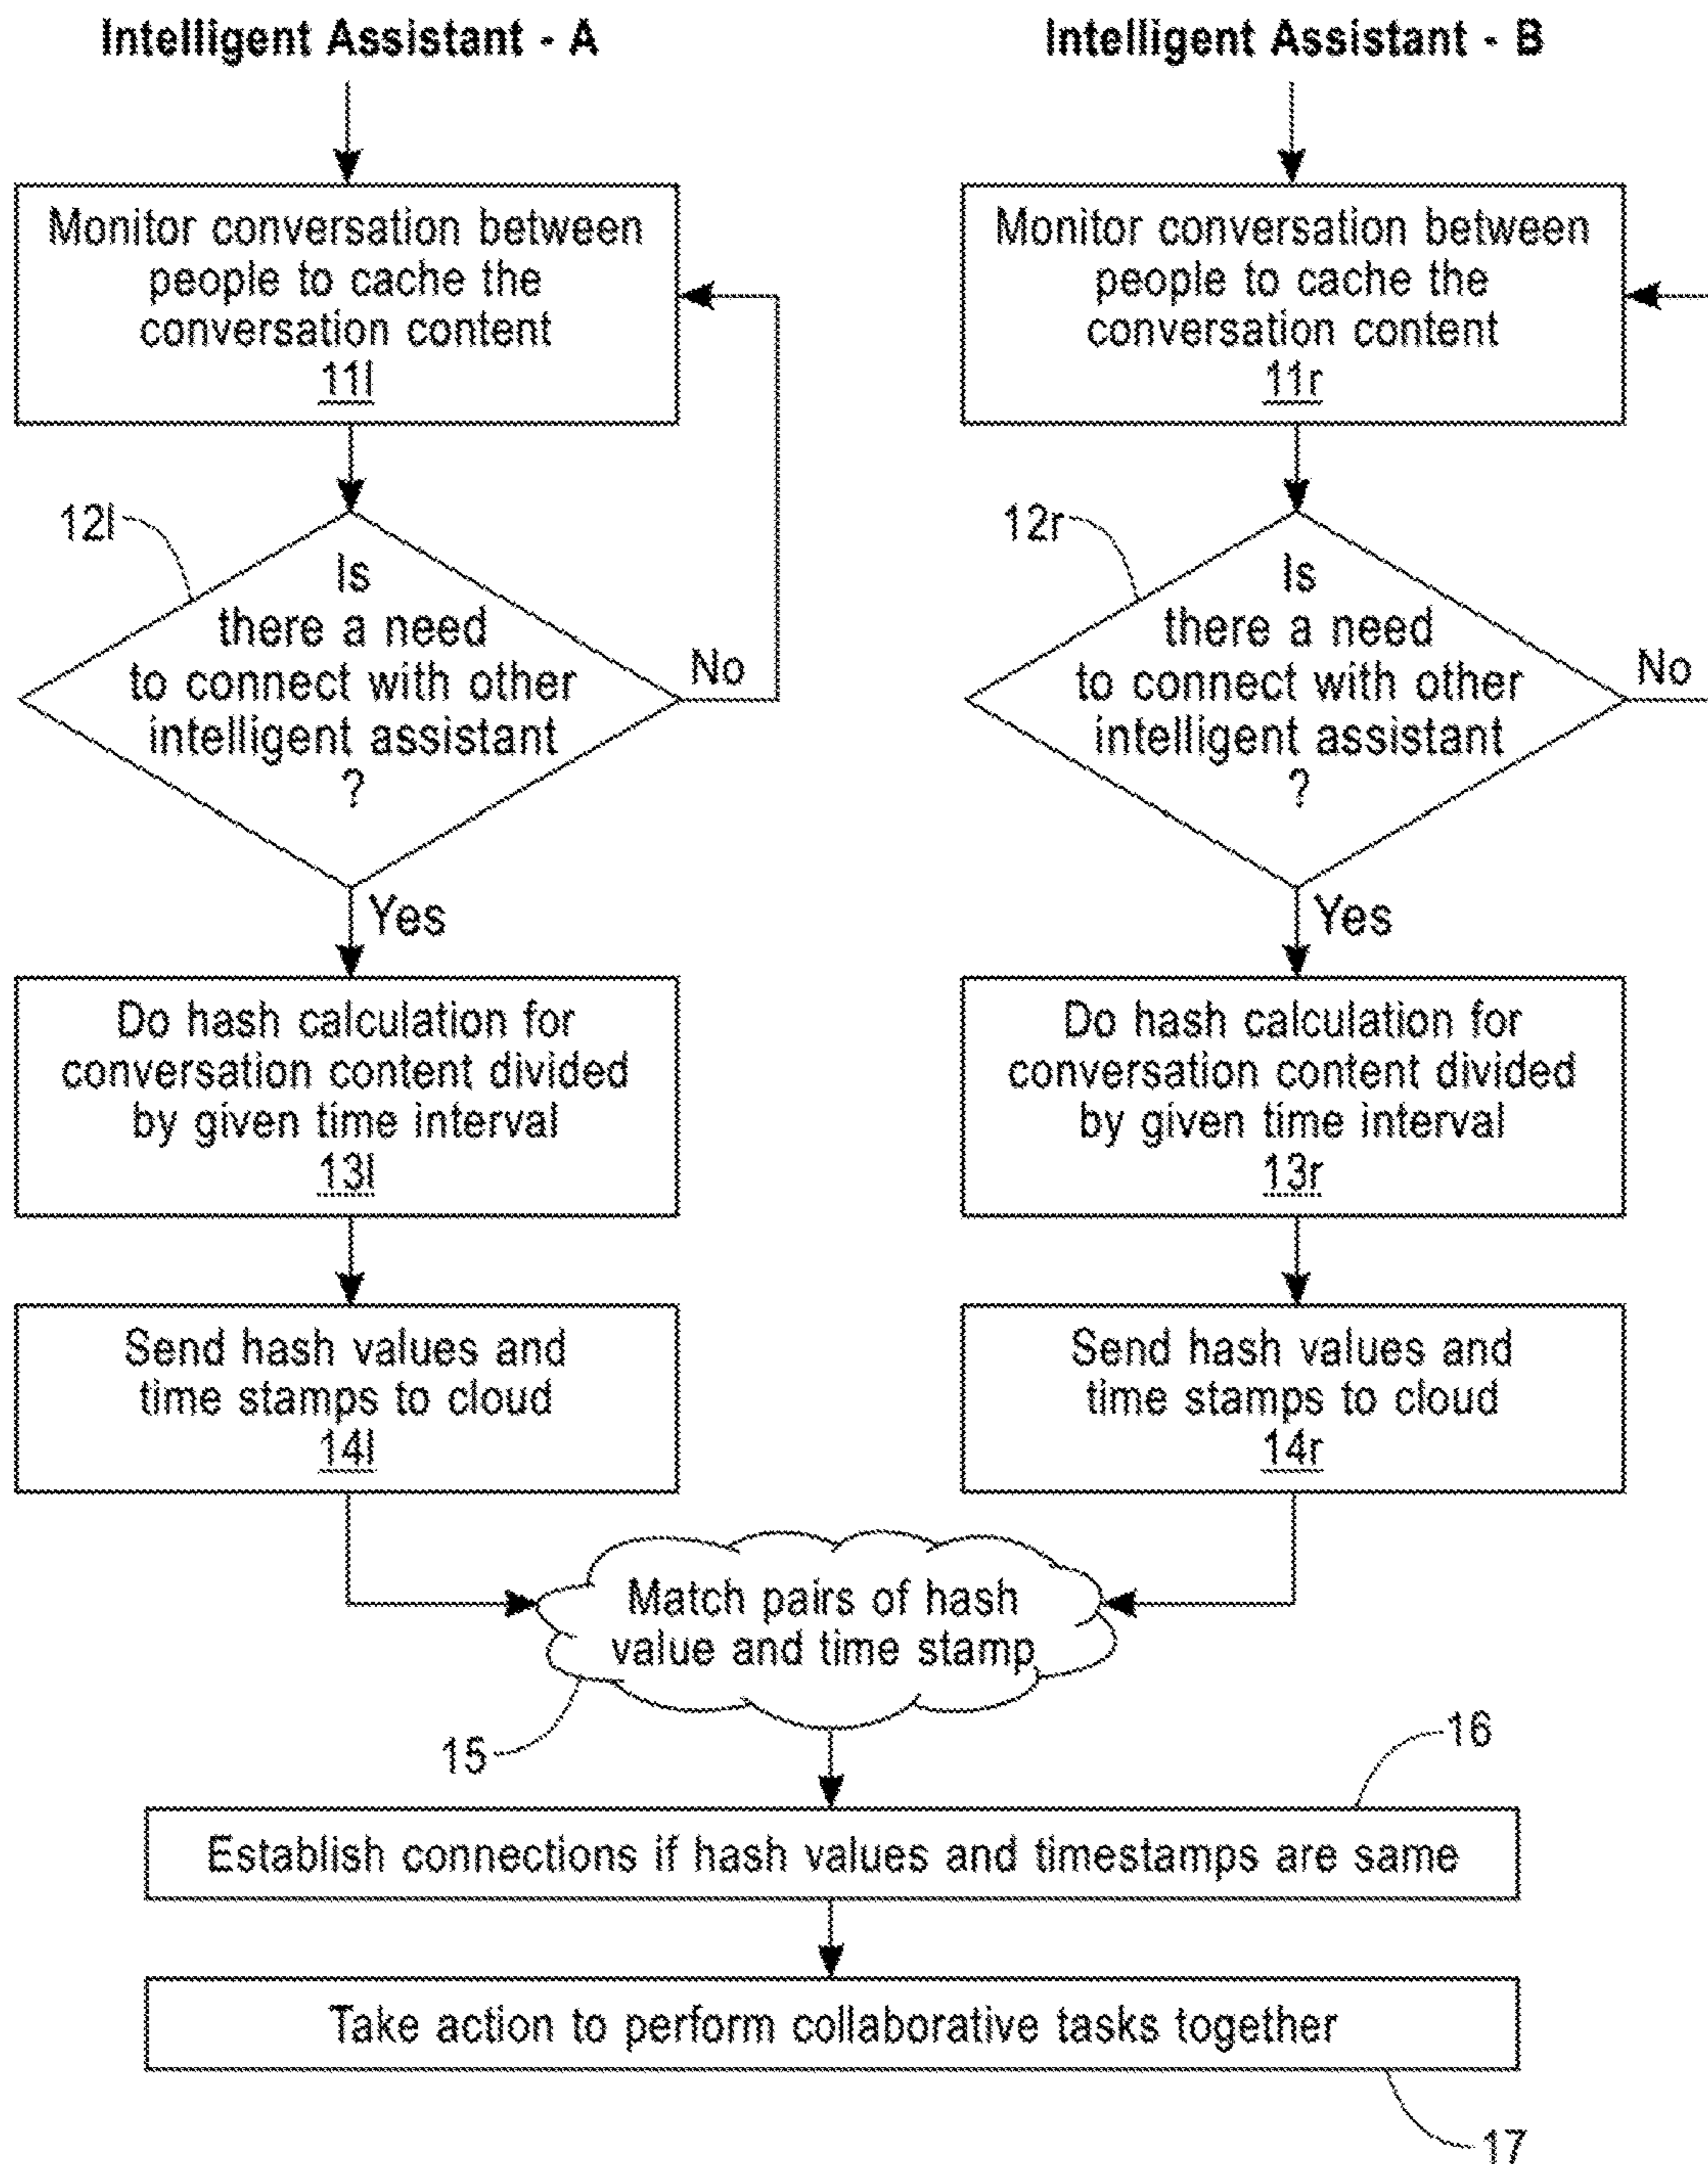 Intelligent Assistant - A
Monitor conversation between
people to cache the
conversation content
11l
12l
Is
there a need
to connect with other
intelligent assistant
?
No
Yes
Do hash calculation for
conversation content divided
by given time interval
13l
Send hash values and
time stamps to cloud
14l
Intelligent Assistant - B
Monitor conversation between
people to cache the
conversation content
11r
12r
Is
there a need
to connect with other
intelligent assistant
?
No
Yes
Do hash calculation for
conversation content divided
by given time interval
13r
Send hash values and
time stamps to cloud
14r
Match pairs of hash
value and time stamp
15
16
Establish connections if hash values and timestamps are same
Take action to perform collaborative tasks together
17